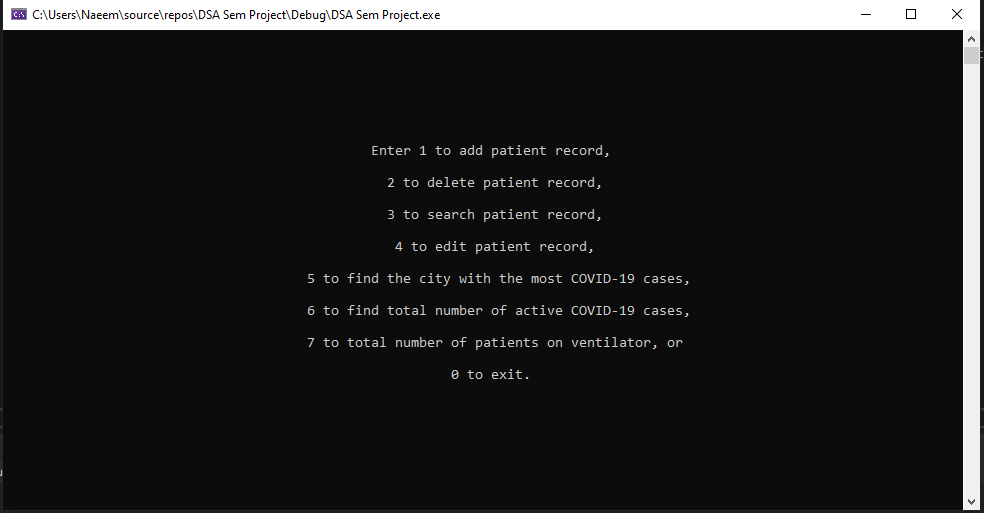 C:\Users\Naeem\source\repos\DSA Sem Project\Debug\DSA Sem Project.exe
Enter 1 to add patient record,
2 to delete patient record,
3 to search patient record,
4 to edit patient record,
5 to find the city with the most COVID-19 cases,
6 to find total number of active COVID-19 cases,
7 to total number of patients on ventilator, or
0 to exit.